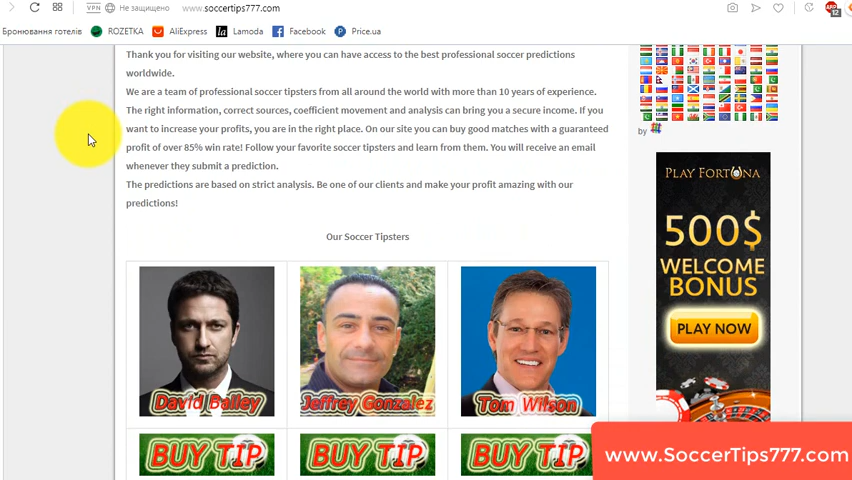 VPN
Не защищено
www.soccertips777.com
12
Бронювання готелів
ROZETKA
AliExpress
la
Lamoda
Facebook
P
Price.ua
Thank you for visiting our website, where you can have access to the best professional soccer predictions
worldwide.
We are a team of professional soccer tipsters from all around the world with more than 10 years of experience.
The right information, corect sources, coefficient movement and analysis can bring you a secure income. If you
want to increase your profits, you are in the right place. On our site you can buy good matches with a guaranteed
profit of over 85% win rate! Follow your favorite soccer tipsters and learn from them. You will receive an email
whenever they submit a prediction.
The predictions are based on strict analysis. Be one of our clients and make your profit amazing with our
predictions!
by
Our Soccer Tipsters
David Bailey
Jeffrey Gonzalez
Tom Wilson
BUY TIP
BUY TIP
BUY TIP
PLAY FORTUNA
500$
WELCOME
BONUS
PLAY NOW
www.SoccerTips777.com